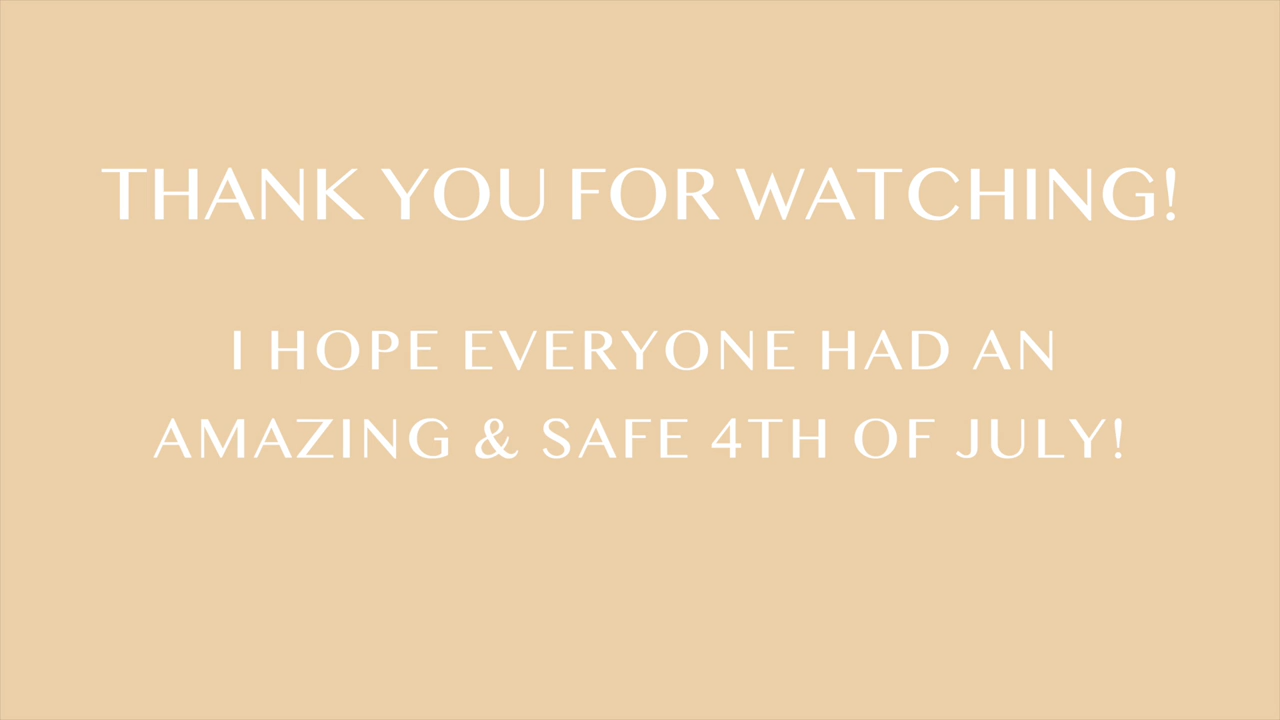 THANK YOU FOR WATCHING!
I HOPE EVERYONE HAD AN
AMAZING & SAFE 4TH OF JULY!